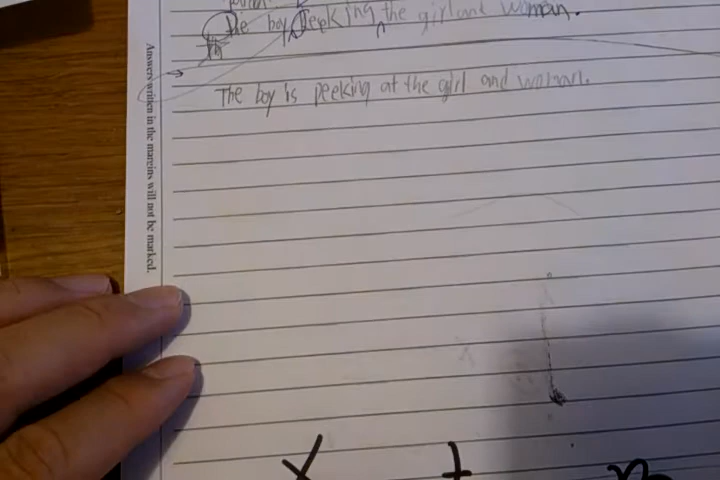 boy peeking the girl and woman.
The boy is peeking at the girl and woman.
Answers written in the margins will not be marked.